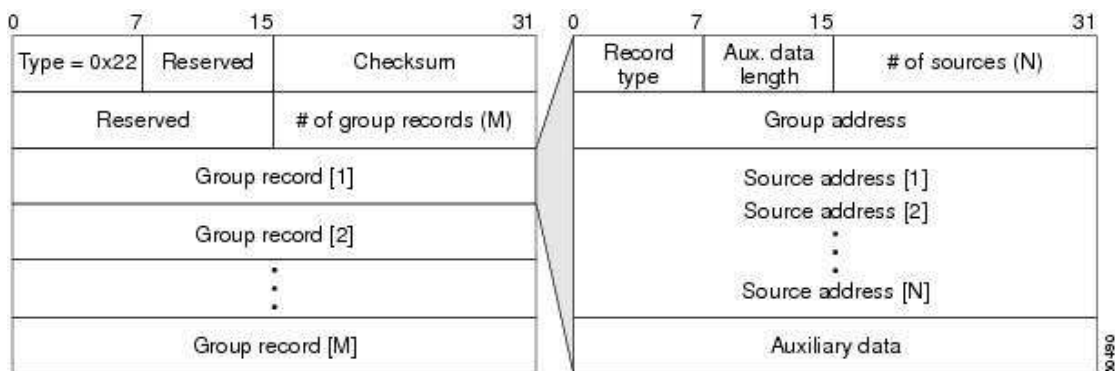 0 7 15 31
Type = 0x22 Reserved Checksum
Reserved # of group records (M)
Group record [1]
Group record [2]
Group record [M]
0 7 15 31
Record type Aux. data length # of sources (N)
Group address
Source address [1]
Source address [2]
Source address [N]
Auxiliary data